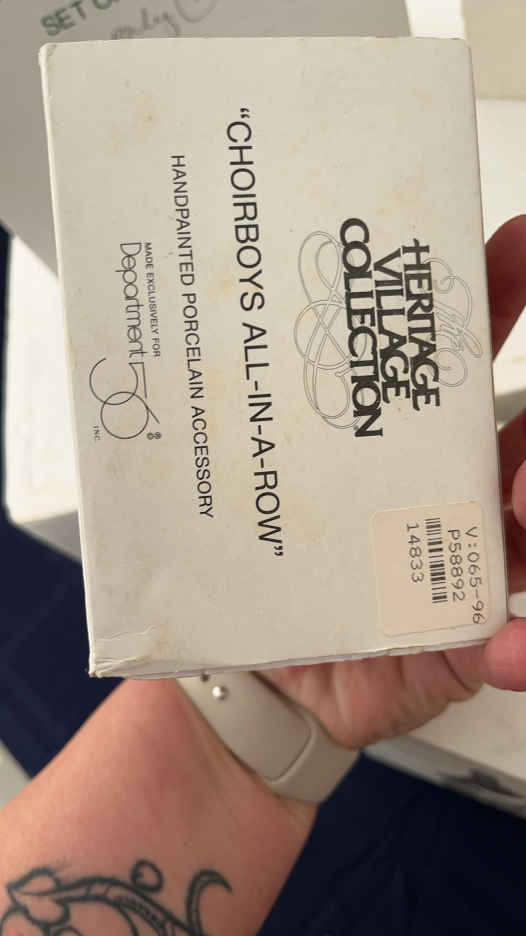 SET O
HERITAGE
VILLAGE
COLLECTION
“CHOIRBOYS ALL-IN-A-ROW”
HANDPAINTED PORCELAIN ACCESSORY
MADE EXCLUSIVELY FOR
Department 56®
INC.
V:065-96
P58892
14833